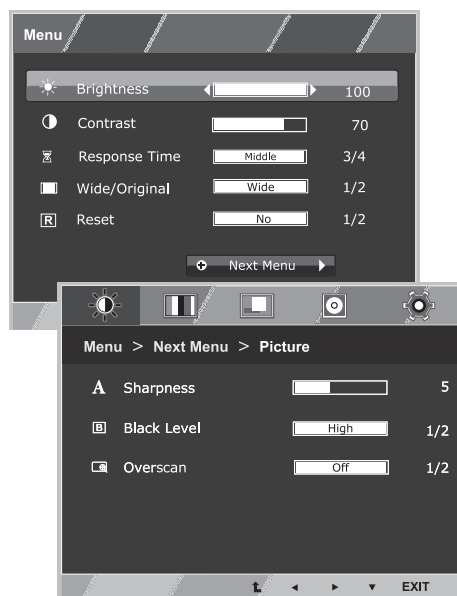 Menu
Brightness 100
Contrast 70
Response Time Middle 3/4
Wide/Original Wide 1/2
R Reset No 1/2
Next Menu
Menu > Next Menu > Picture
A Sharpness 5
B Black Level High 1/2
Overscan Off 1/2
EXIT